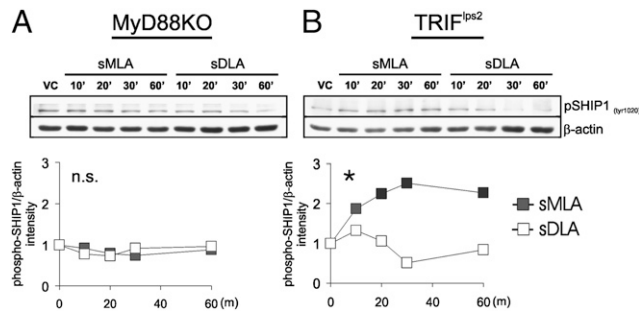 A MyD88KO
sMLA sDLA
VC 10' 20' 30' 60' 10' 20' 30' 60'
B TRIFlps2
sMLA sDLA
VC 10' 20' 30' 60' 10' 20' 30' 60'
pSHIP1 (tyr1020)
β-actin
phospho-SHIP1/β-actin
intensity
3
2
1
0
n.s.
0 20 40 60 (m)
phospho-SHIP1/β-actin
intensity
3
2
1
0
*
0 20 40 60 (m)
sMLA
sDLA